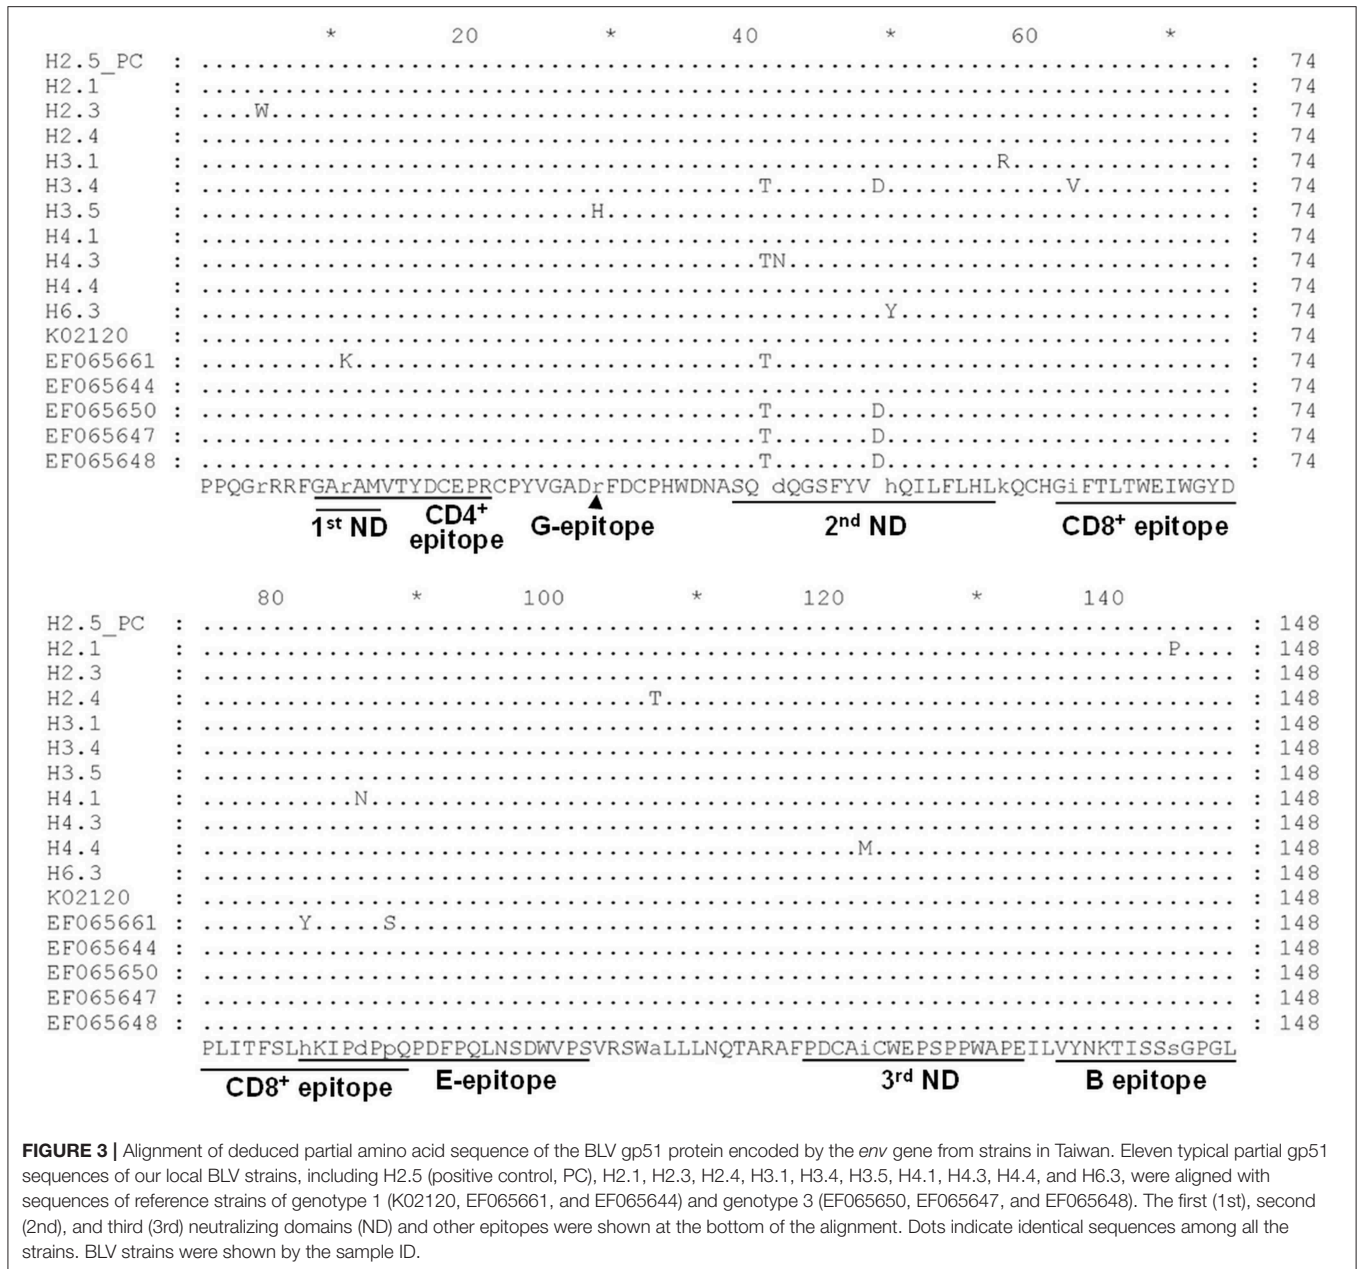 * 20 * 40 * 60 *
H2.5_PC : .......................................................................... : 74
H2.1 : .......................................................................... : 74
H2.3 : ....W..................................................................... : 74
H2.4 : .......................................................................... : 74
H3.1 : .........................................................R................ : 74
H3.4 : ........................................T.......D.............V........... : 74
H3.5 : ............................H............................................. : 74
H4.1 : .......................................................................... : 74
H4.3 : ........................................TN................................ : 74
H4.4 : .......................................................................... : 74
H6.3 : .................................................Y........................ : 74
K02120 : .......................................................................... : 74
EF065661 : ..........K.............................T................................. : 74
EF065644 : .......................................................................... : 74
EF065650 : ........................................T.......D......................... : 74
EF065647 : ........................................T.......D......................... : 74
EF065648 : ........................................T.......D......................... : 74
PPQGrRRFGArAMVTYDCEPRCPYVGADrFDCPHWDNASQ dQGSFYV hQILFLHLkQCHGiFTLTWEIWGYD
1st ND CD4+ epitope G-epitope 2nd ND CD8+ epitope
80 * 100 * 120 * 140
H2.5_PC : .......................................................................... : 148
H2.1 : .....................................................................P.... : 148
H2.3 : .......................................................................... : 148
H2.4 : ................................T......................................... : 148
H3.1 : .......................................................................... : 148
H3.4 : .......................................................................... : 148
H3.5 : .......................................................................... : 148
H4.1 : ...........N.............................................................. : 148
H4.3 : .......................................................................... : 148
H4.4 : ...............................................M.......................... : 148
H6.3 : .......................................................................... : 148
K02120 : .......................................................................... : 148
EF065661 : .......Y.....S............................................................ : 148
EF065644 : .......................................................................... : 148
EF065650 : .......................................................................... : 148
EF065647 : .......................................................................... : 148
EF065648 : .......................................................................... : 148
PLITFSLhKIPdPpQPDFPQLNSDWVPSVRSWaLLLNQTARAFPDCAiCWEPSPPWAPEILVYNKTISSsGPGL
CD8+ epitope E-epitope 3rd ND B epitope
FIGURE 3 | Alignment of deduced partial amino acid sequence of the BLV gp51 protein encoded by the env gene from strains in Taiwan. Eleven typical partial gp51
sequences of our local BLV strains, including H2.5 (positive control, PC), H2.1, H2.3, H2.4, H3.1, H3.4, H3.5, H4.1, H4.3, H4.4, and H6.3, were aligned with
sequences of reference strains of genotype 1 (K02120, EF065661, and EF065644) and genotype 3 (EF065650, EF065647, and EF065648). The first (1st), second
(2nd), and third (3rd) neutralizing domains (ND) and other epitopes were shown at the bottom of the alignment. Dots indicate identical sequences among all the
strains. BLV strains were shown by the sample ID.